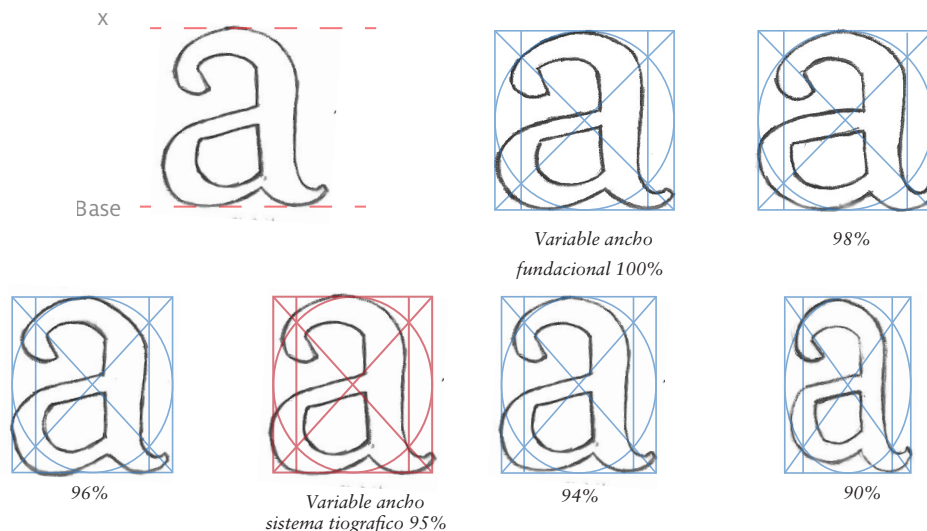 x
Base
Variable ancho
fundacional 100%
98%
96%
Variable ancho
sistema tiografico 95%
94%
90%